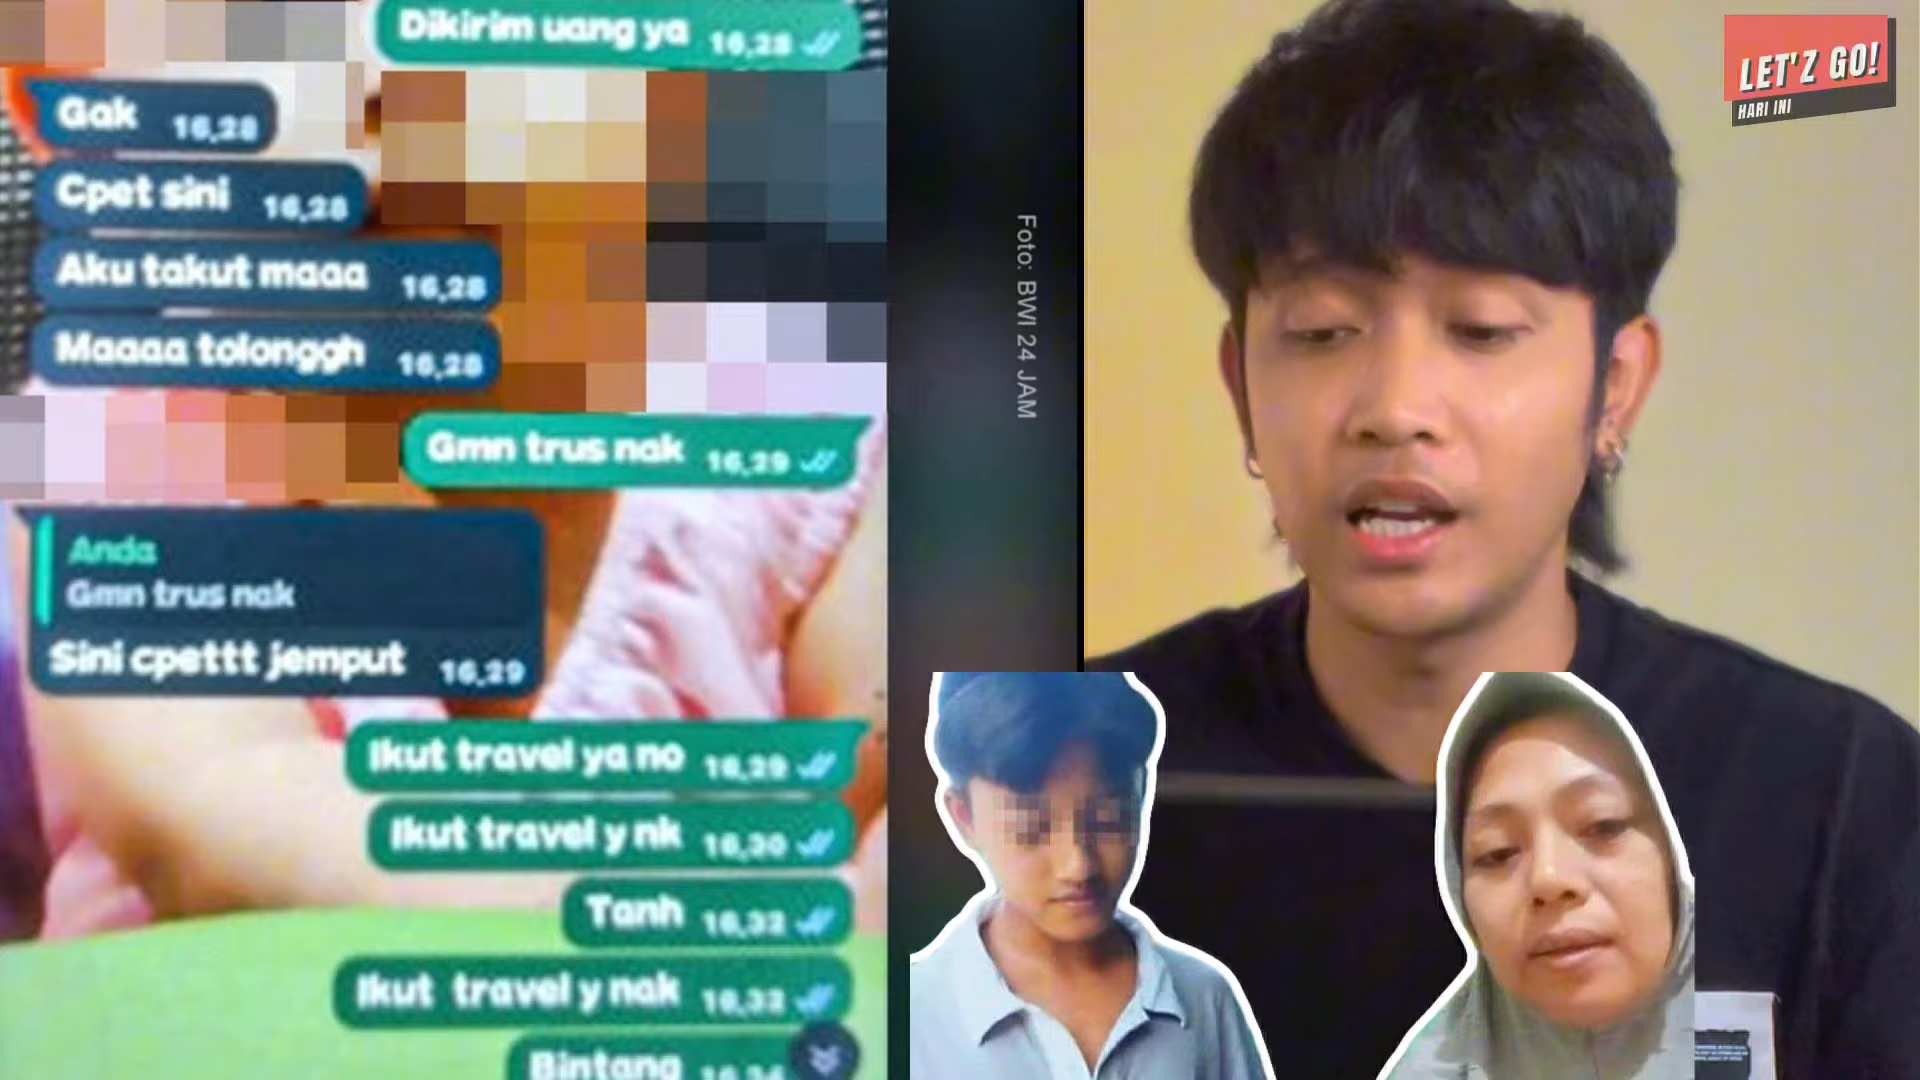 Dikirim uang ya 16,28
Gak 16,28
Cpet sini 16,28
Aku takut maaa 16,28
Maaaa tolonggh 16,28
Gmn trus nak 16,29
Anda
Gmn trus nak
Sini cpettt jemput 16,29
Ikut travel ya no 16,29
Ikut travel y nk 16,30
Tanh 16,32
Ikut travel y nak 16,32
Bintang 16,36
Foto: BWI 24 JAM
LET'Z GO!
HARI INI